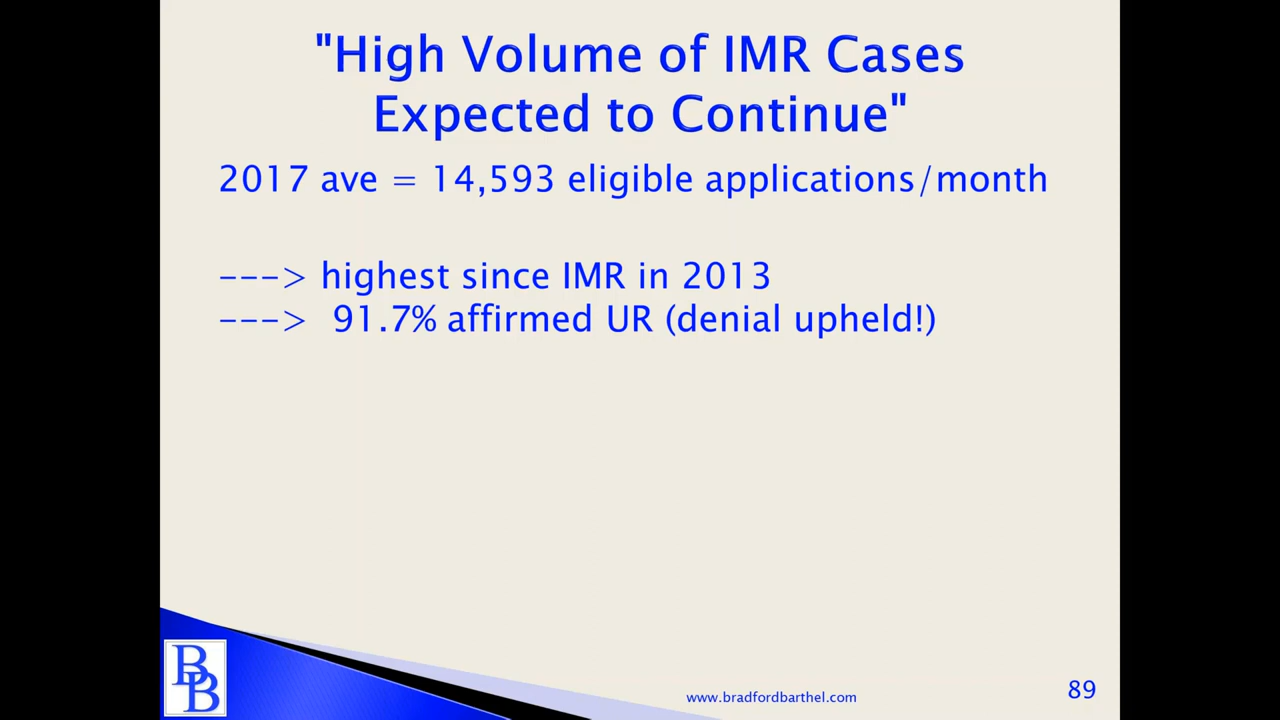 "High Volume of IMR Cases
Expected to Continue"
2017 ave = 14,593 eligible applications/month
---> highest since IMR in 2013
---> 91.7% affirmed UR (denial upheld!)
BB
www.bradfordbarthel.com
89